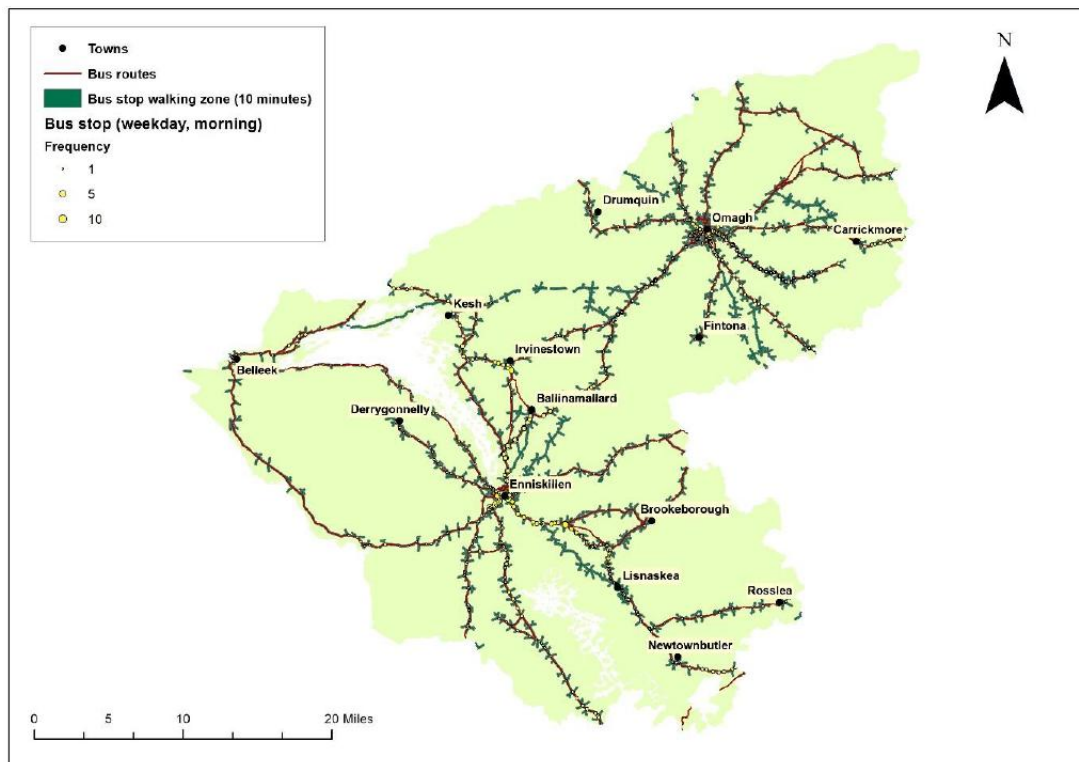 Towns
Bus routes
Bus stop walking zone (10 minutes)
Bus stop (weekday, morning)
Frequency
1
5
10
N
Drumquin
Omagh
Carrickmore
Kesh
Fintona
Irvinestown
Belleek
Ballinamallard
Derrygonnelly
Enniskillen
Brookeborough
Lisnaskea
Rosslea
Newtownbutler
0 5 10 20 Miles